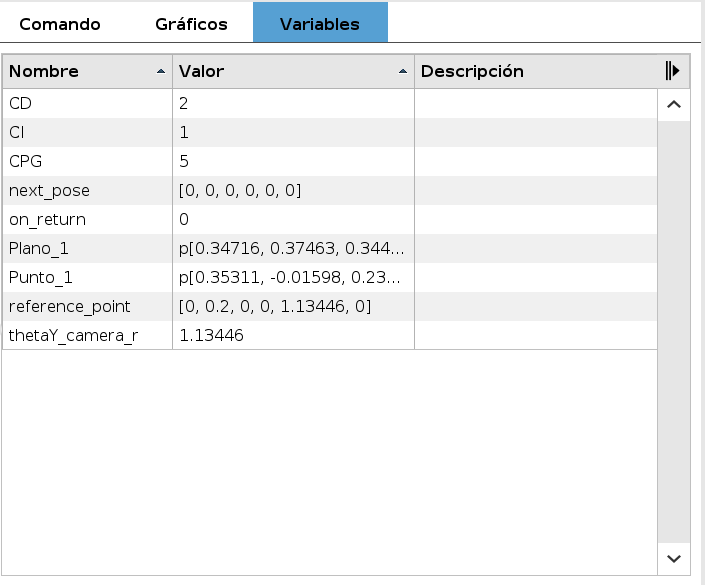 Comando Gráficos Variables
Nombre Valor Descripción
CD 2
CI 1
CPG 5
next_pose [0, 0, 0, 0, 0, 0]
on_return 0
Plano_1 p[0.34716, 0.37463, 0.344...
Punto_1 p[0.35311, -0.01598, 0.23...
reference_point [0, 0.2, 0, 0, 1.13446, 0]
thetaY_camera_r 1.13446